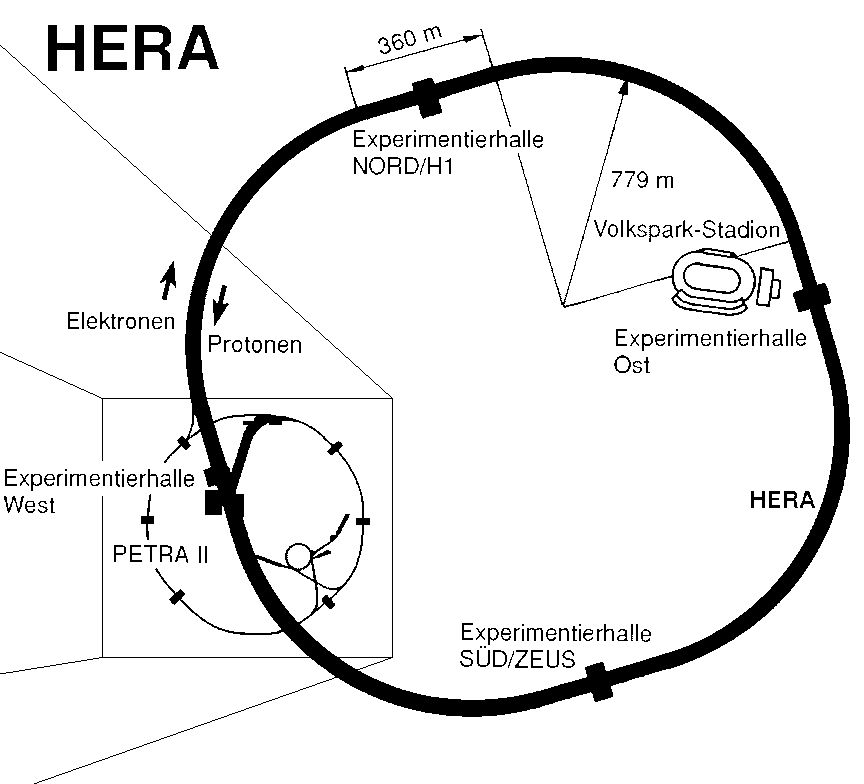 HERA
360 m
Experimentierhalle
NORD/H1
779 m
Volkspark-Stadion
Elektronen
Protonen
Experimentierhalle
Ost
Experimentierhalle
West
HERA
PETRA II
Experimentierhalle
SÜD/ZEUS